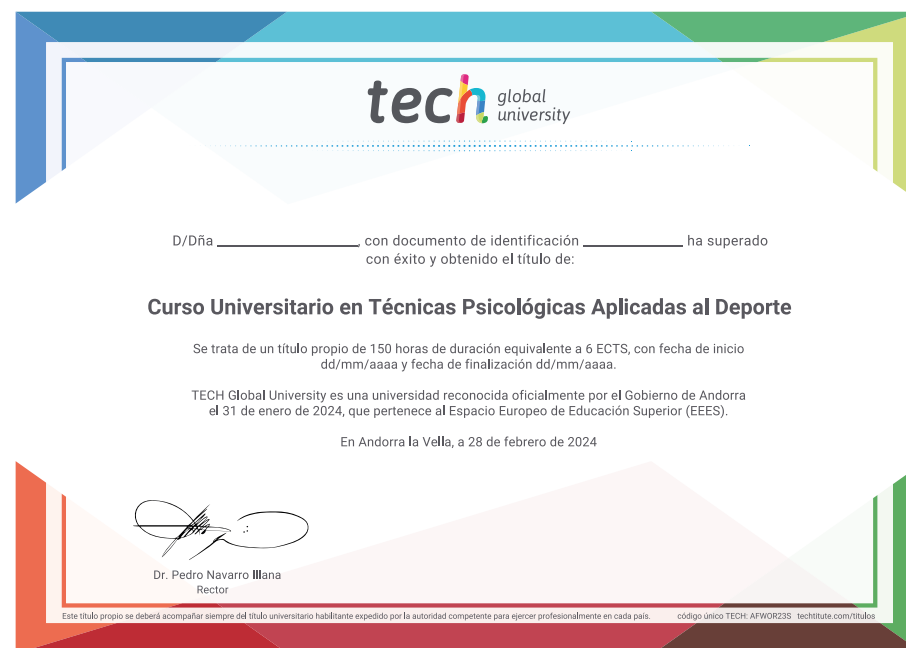 tech global university
D/Dña ____________________, con documento de identificación ______________ ha superado
con éxito y obtenido el título de:
Curso Universitario en Técnicas Psicológicas Aplicadas al Deporte
Se trata de un título propio de 150 horas de duración equivalente a 6 ECTS, con fecha de inicio
dd/mm/aaaa y fecha de finalización dd/mm/aaaa.
TECH Global University es una universidad reconocida oficialmente por el Gobierno de Andorra
el 31 de enero de 2024, que pertenece al Espacio Europeo de Educación Superior (EEES).
En Andorra la Vella, a 28 de febrero de 2024
Dr. Pedro Navarro Illana
Rector
Este título propio se deberá acompañar siempre del título universitario habilitante expedido por la autoridad competente para ejercer profesionalmente en cada país. código único TECH: AFWOR23S techtitute.com/titulos